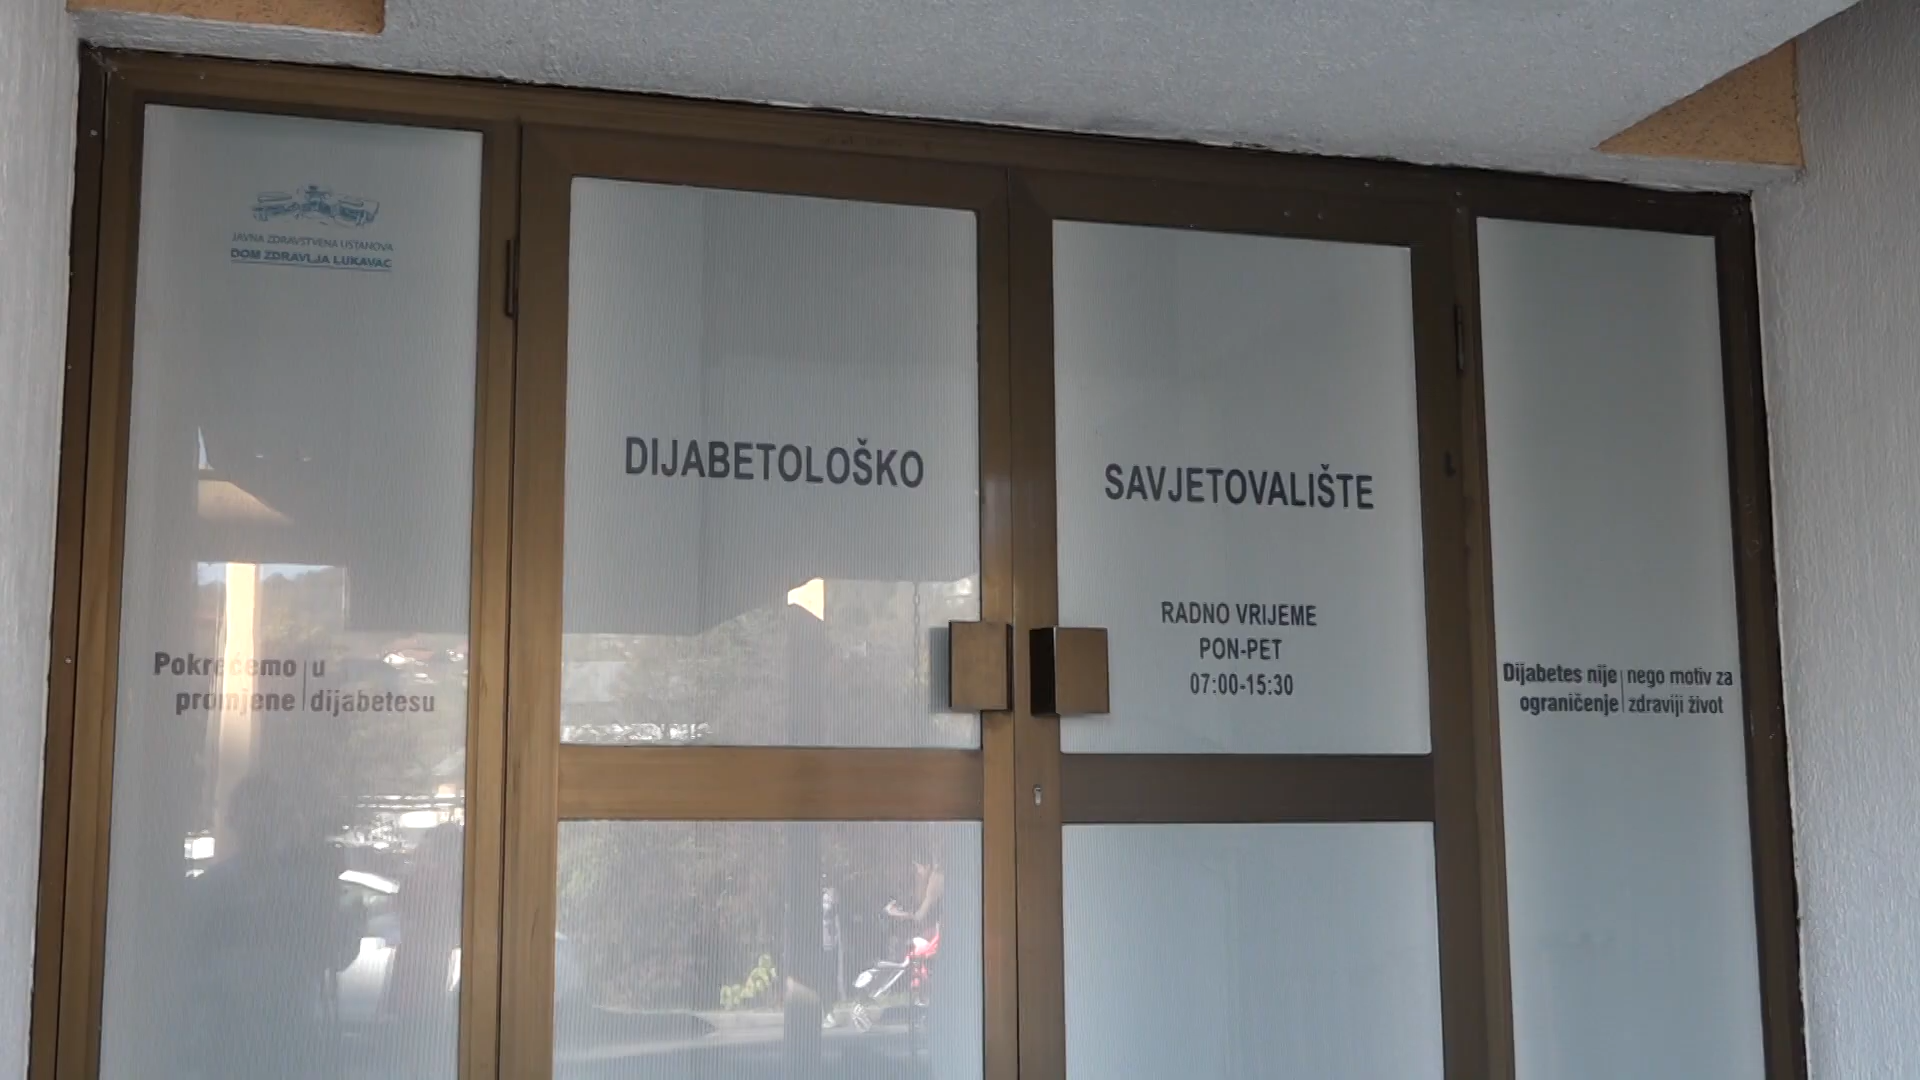 JAVNA ZDRAVSTVENA USTANOVA
DOM ZDRAVLJA LUKAVAC
DIJABETOLOŠKO
SAVJETOVALIŠTE
RADNO VRIJEME
PON-PET
07:00-15:30
Pokrećemo u
promjene dijabetesu
Dijabetes nije nego motiv za
ograničenje zdraviji život